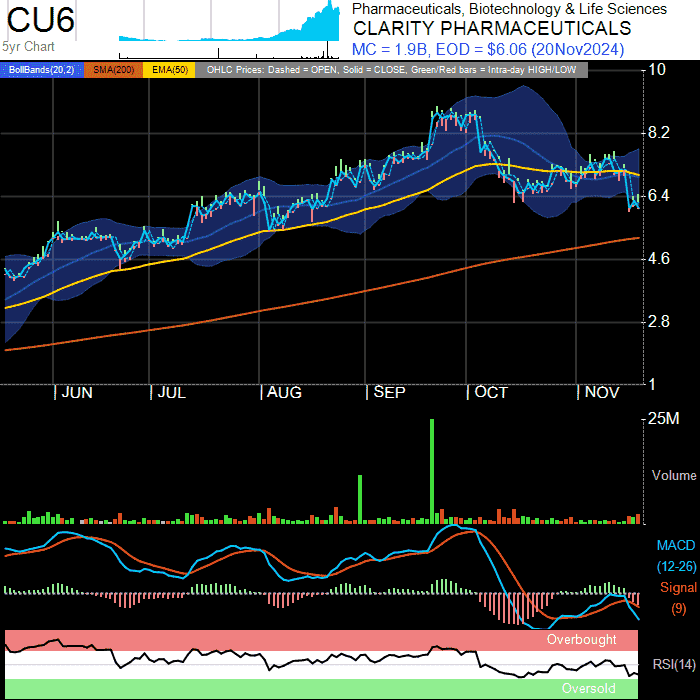 CU6
5yr Chart
Pharmaceuticals, Biotechnology & Life Sciences
CLARITY PHARMACEUTICALS
MC = 1.9B, EOD = $6.06 (20Nov2024)
BollBands(20,2) SMA(200) EMA(50) OHLC Prices: Dashed = OPEN, Solid = CLOSE, Green/Red bars = Intra-day HIGH/LOW
10
8.2
6.4
4.6
2.8
1
JUN JUL AUG SEP OCT NOV
25M
Volume
MACD
(12-26)
Signal
(9)
Overbought
RSI(14)
Oversold